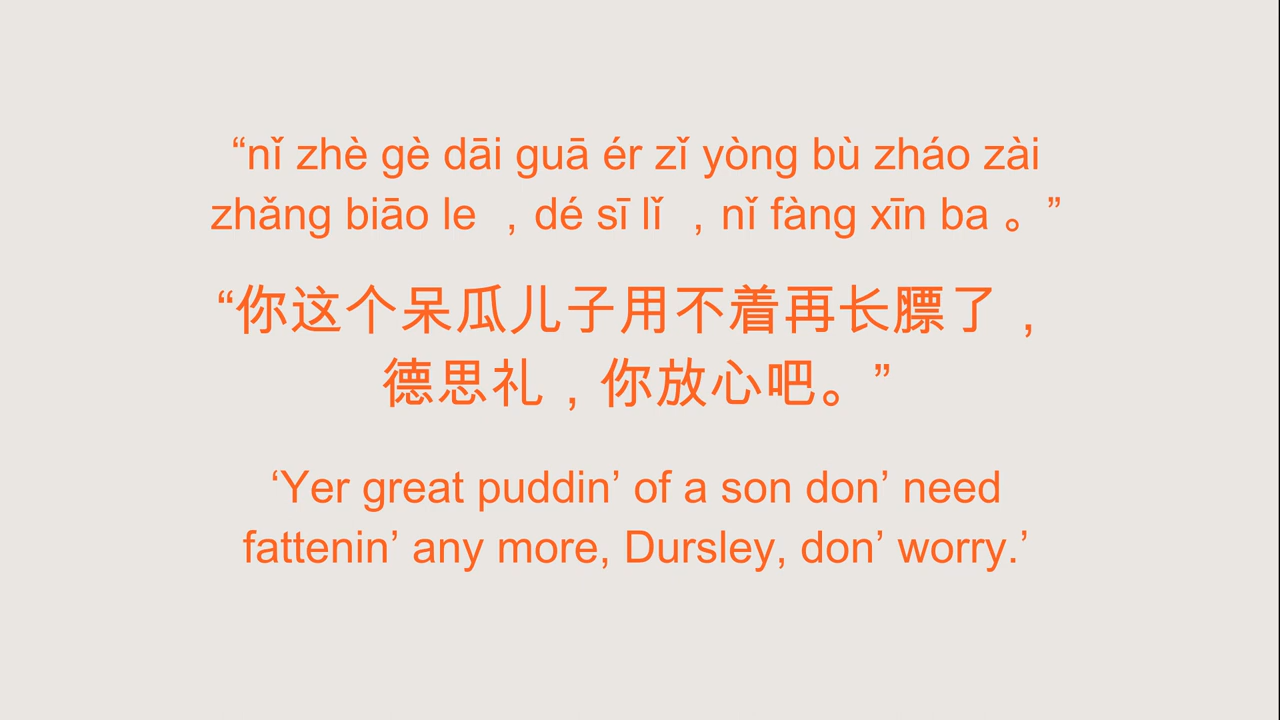 “nǐ zhè gè dāi guā ér zǐ yòng bù zháo zài
zhǎng biāo le ，dé sī lǐ ，nǐ fàng xīn ba 。”
“你这个呆瓜儿子用不着再长膘了，
德思礼，你放心吧。”
‘Yer great puddin’ of a son don’ need
fattenin’ any more, Dursley, don’ worry.’